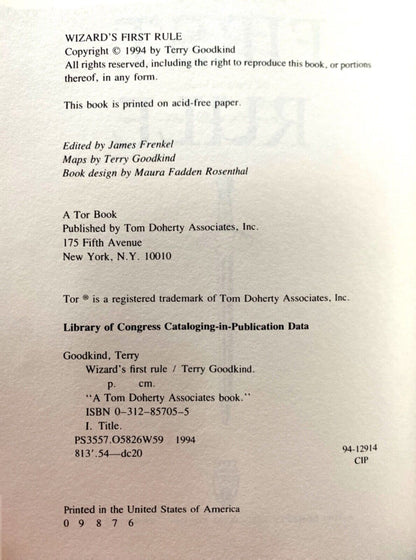 WIZARD'S FIRST RULE
Copyright © 1994 by Terry Goodkind
All rights reserved, including the right to reproduce this book, or portions
thereof, in any form.
This book is printed on acid-free paper.
Edited by James Frenkel
Maps by Terry Goodkind
Book design by Maura Fadden Rosenthal
A Tor Book
Published by Tom Doherty Associates, Inc.
175 Fifth Avenue
New York, N.Y. 10010
Tor ® is a registered trademark of Tom Doherty Associates, Inc.
Library of Congress Cataloging-in-Publication Data
Goodkind, Terry
Wizard's first rule / Terry Goodkind.
p. cm.
"A Tom Doherty Associates book."
ISBN 0-312-85705-5
I. Title.
PS3557.O5826W59 1994
813'.54—dc20
94-12914
CIP
Printed in the United States of America
0 9 8 7 6